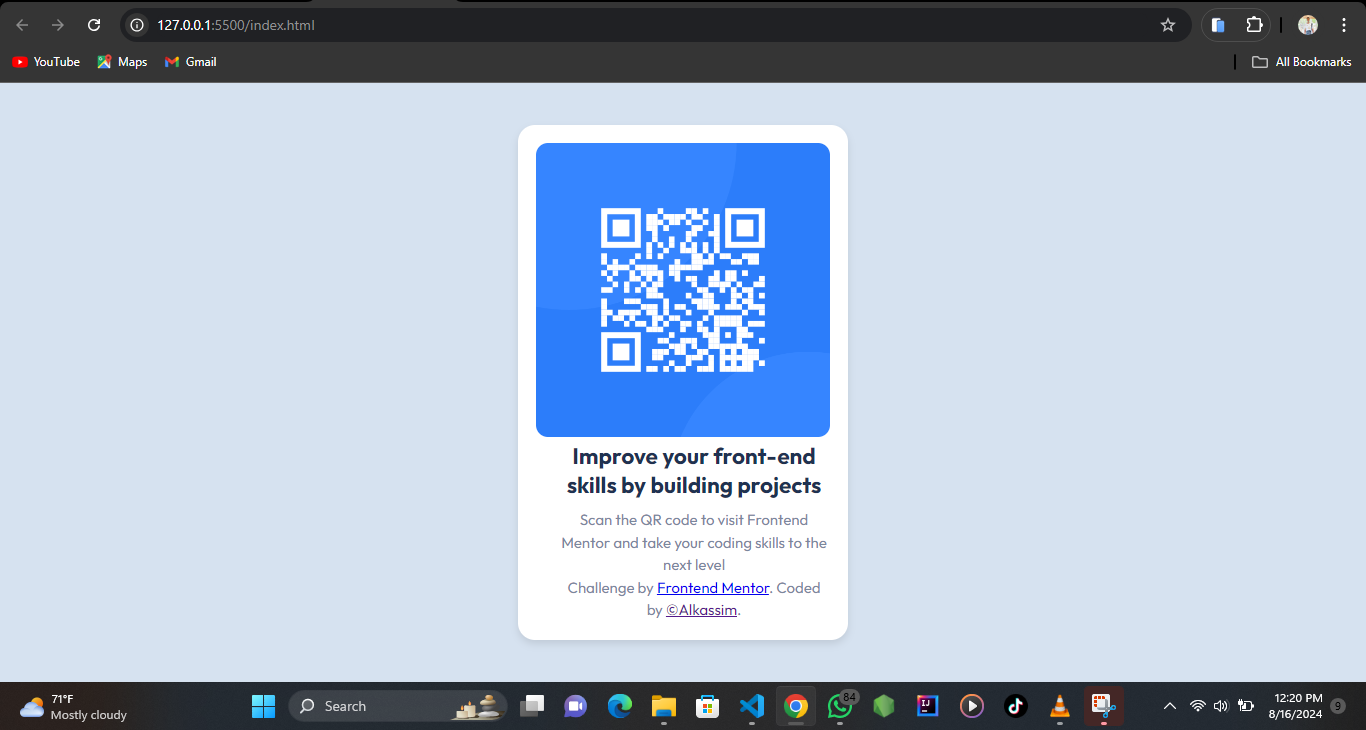 127.0.0.1:5500/index.html
YouTube
Maps
Gmail
All Bookmarks
Improve your front-end
skills by building projects
Scan the QR code to visit Frontend
Mentor and take your coding skills to the
next level
Challenge by Frontend Mentor. Coded
by ©Alkassim.
71°F
Mostly cloudy
Search
84
IJ
12:20 PM
8/16/2024
9